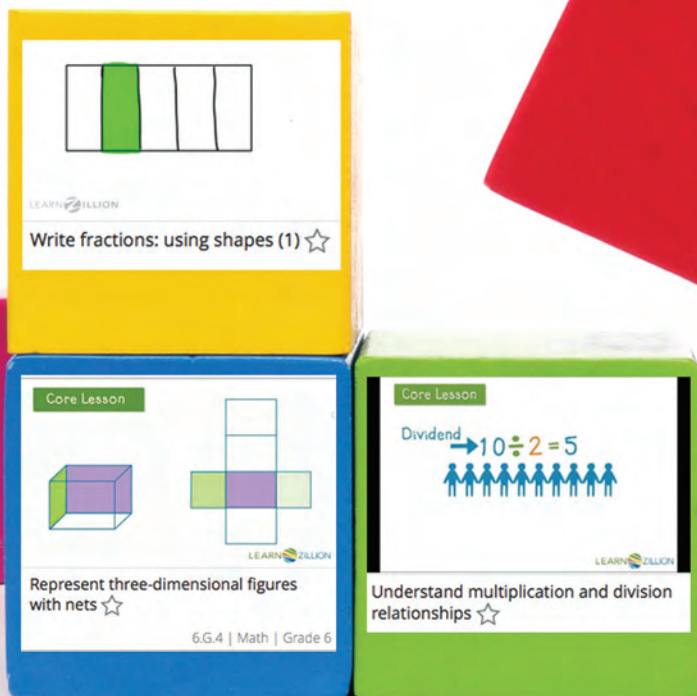 LEARNZILLION
Write fractions: using shapes (1)
Core Lesson
LEARNZILLION
Represent three-dimensional figures
with nets
6.G.4 | Math | Grade 6
Core Lesson
Dividend
10÷2=5
LEARNZILLION
Understand multiplication and division
relationships